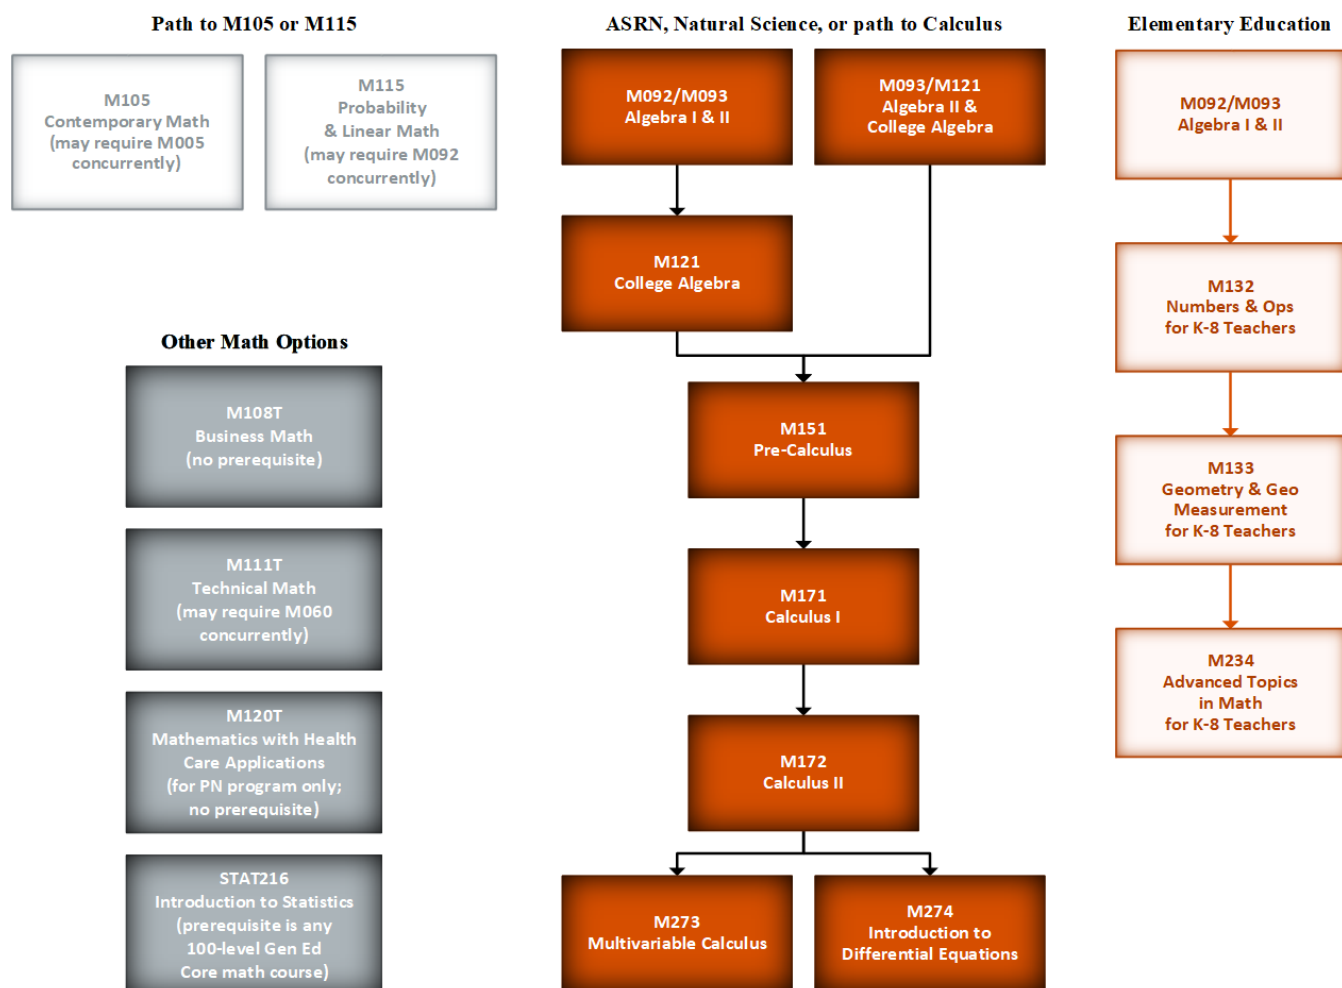 Path to M105 or M115
M105
Contemporary Math
(may require M005
concurrently)
M115
Probability
& Linear Math
(may require M092
concurrently)
Other Math Options
M108T
Business Math
(no prerequisite)
M111T
Technical Math
(may require M060
concurrently)
M120T
Mathematics with Health
Care Applications
(for PN program only;
no prerequisite)
STAT216
Introduction to Statistics
(prerequisite is any
100-level Gen Ed
Core math course)
ASRN, Natural Science, or path to Calculus
M092/M093
Algebra I & II
M093/M121
Algebra II &
College Algebra
M121
College Algebra
M151
Pre-Calculus
M171
Calculus I
M172
Calculus II
M273
Multivariable Calculus
M274
Introduction to
Differential Equations
Elementary Education
M092/M093
Algebra I & II
M132
Numbers & Ops
for K-8 Teachers
M133
Geometry & Geo
Measurement
for K-8 Teachers
M234
Advanced Topics
in Math
for K-8 Teachers